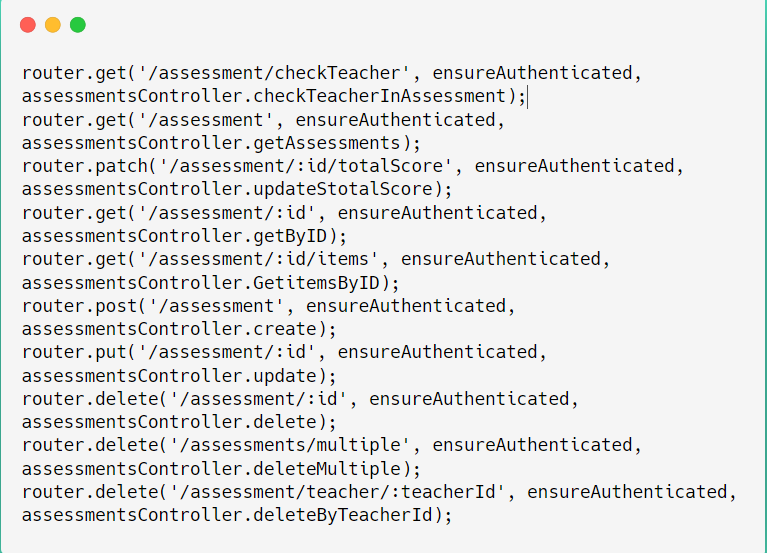 router.get('/assessment/checkTeacher', ensureAuthenticated,
assessmentsController.checkTeacherInAssessment);
router.get('/assessment', ensureAuthenticated,
assessmentsController.getAssessments);
router.patch('/assessment/:id/totalScore', ensureAuthenticated,
assessmentsController.updateStotalScore);
router.get('/assessment/:id', ensureAuthenticated,
assessmentsController.getByID);
router.get('/assessment/:id/items', ensureAuthenticated,
assessmentsController.GetitemsByID);
router.post('/assessment', ensureAuthenticated,
assessmentsController.create);
router.put('/assessment/:id', ensureAuthenticated,
assessmentsController.update);
router.delete('/assessment/:id', ensureAuthenticated,
assessmentsController.delete);
router.delete('/assessments/multiple', ensureAuthenticated,
assessmentsController.deleteMultiple);
router.delete('/assessment/teacher/:teacherId', ensureAuthenticated,
assessmentsController.deleteByTeacherId);